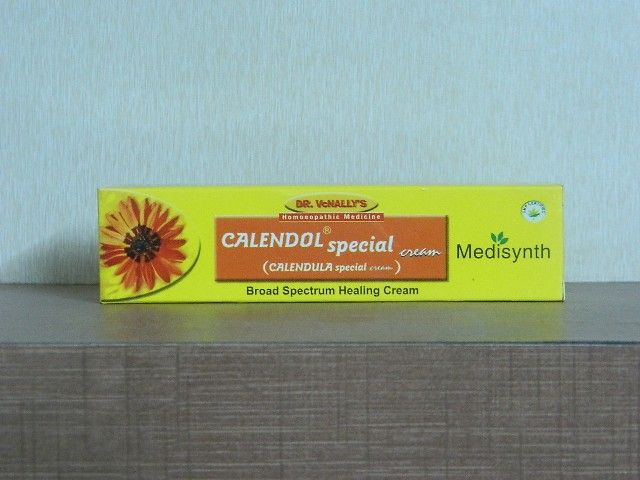 DR. VcNALLY'S
Homoeopathic Medicine
CALENDOL® special cream
(CALENDULA special cream)
Broad Spectrum Healing Cream
Medisynth